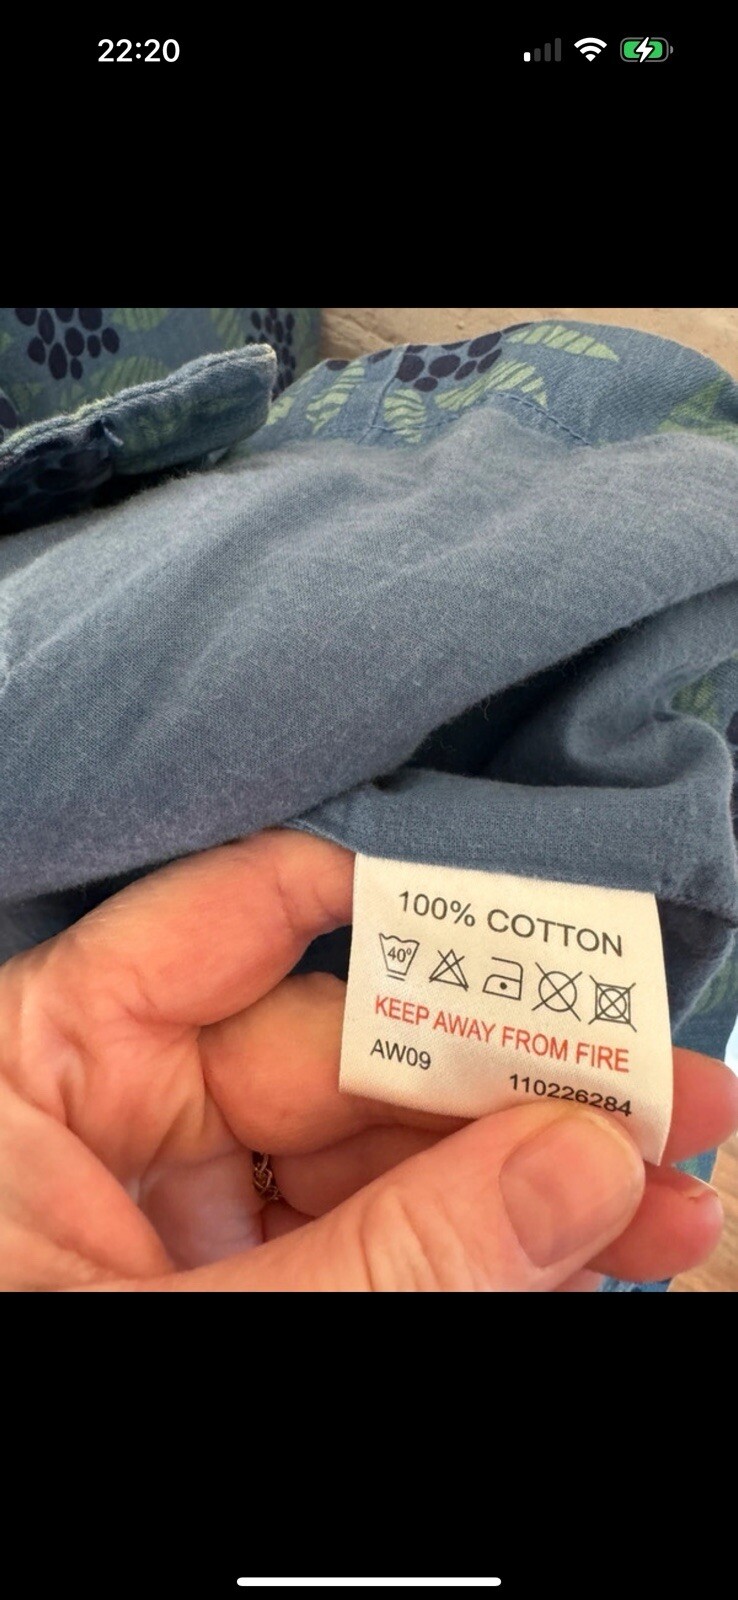 22:20
100% COTTON
40°
KEEP AWAY FROM FIRE
AW09
110226284